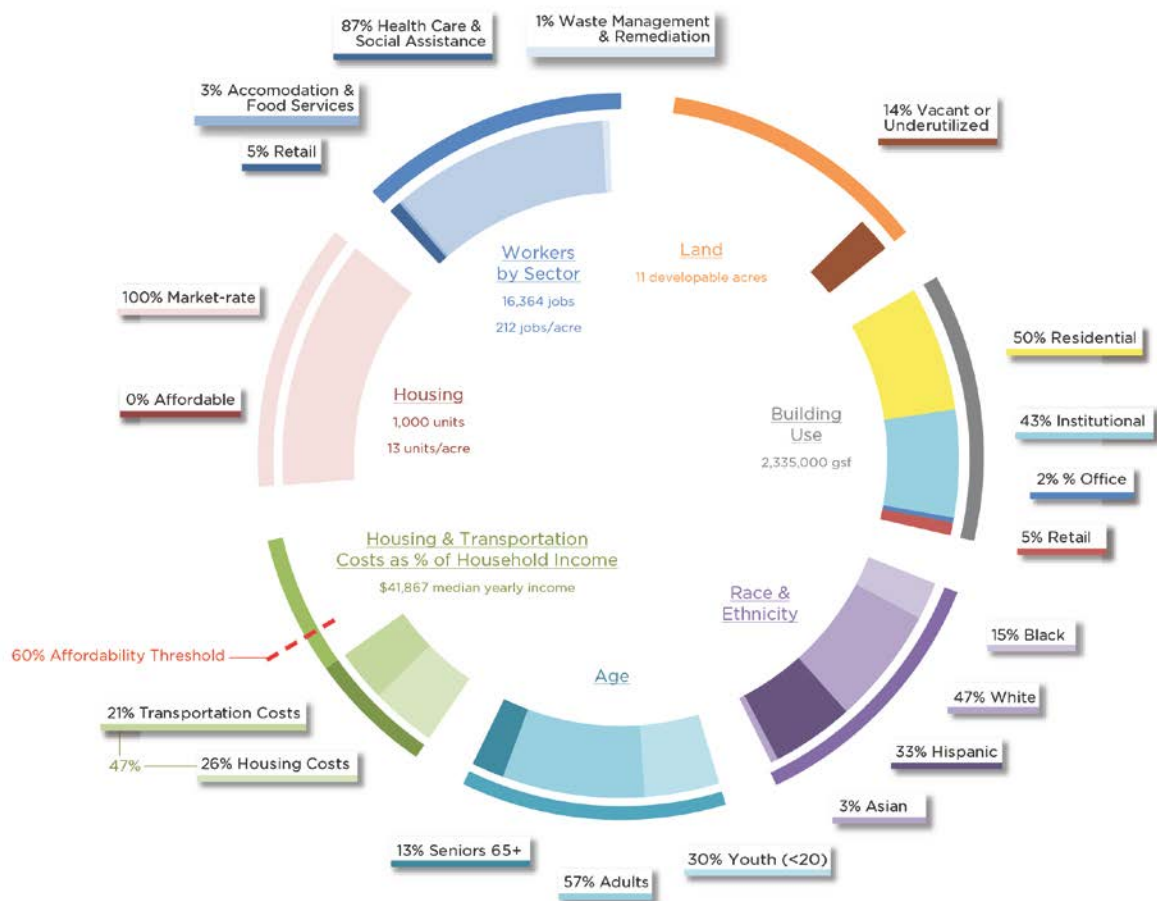 87% Health Care &
Social Assistance
1% Waste Management
& Remediation
3% Accomodation &
Food Services
5% Retail
14% Vacant or
Underutilized
Workers
by Sector
16,364 jobs
212 jobs/acre
Land
11 developable acres
100% Market-rate
0% Affordable
Housing
1,000 units
13 units/acre
Building
Use
2,335,000 gsf
50% Residential
43% Institutional
2% % Office
5% Retail
Housing & Transportation
Costs as % of Household Income
$41,867 median yearly income
60% Affordability Threshold
21% Transportation Costs
47%
26% Housing Costs
Race &
Ethnicity
15% Black
47% White
33% Hispanic
3% Asian
Age
13% Seniors 65+
57% Adults
30% Youth (<20)